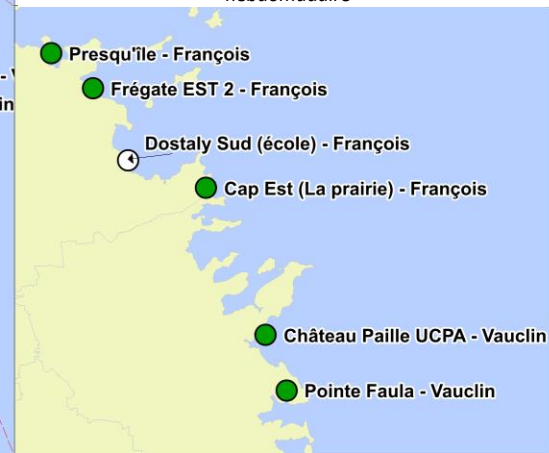 Presqu'île - François
Frégate EST 2 - François
Dostaly Sud (école) - François
Cap Est (La prairie) - François
Château Paille UCPA - Vauclin
Pointe Faula - Vauclin